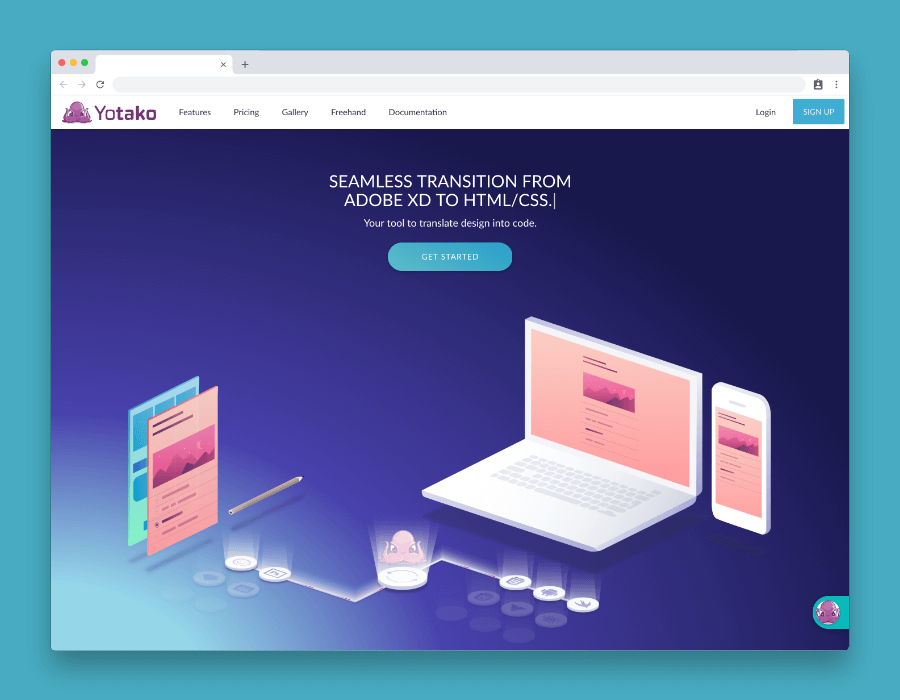 Yotako
Features
Pricing
Gallery
Freehand
Documentation
Login
SIGN UP
SEAMLESS TRANSITION FROM
ADOBE XD TO HTML/CSS.|
Your tool to translate design into code.
GET STARTED